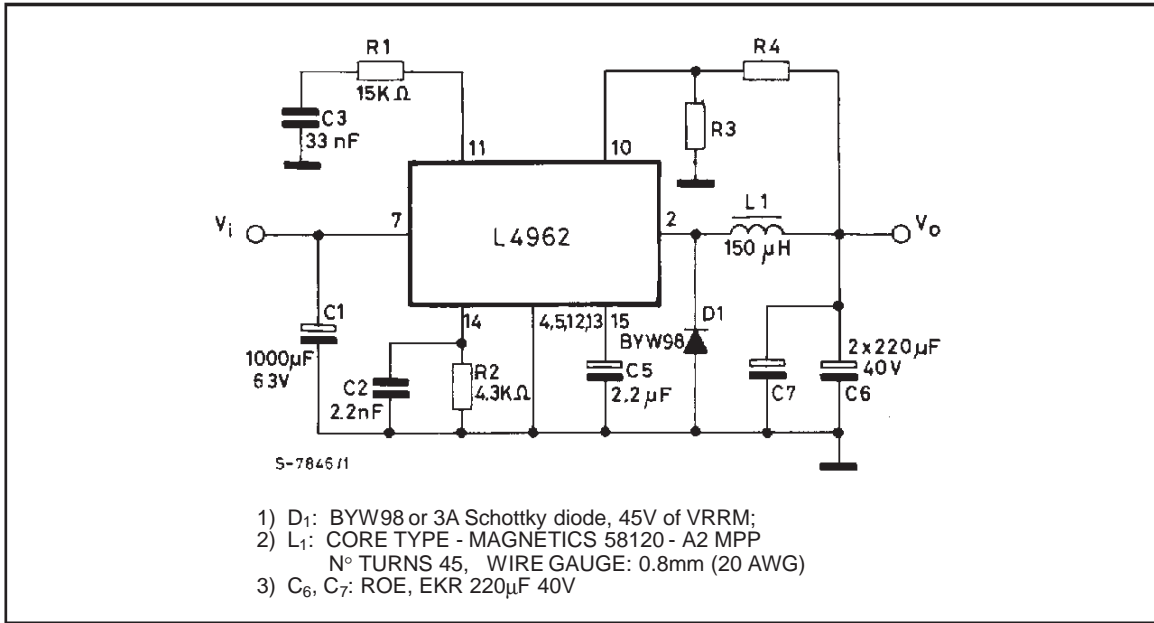 R1
15KΩ
C3
33 nF
11
10
R4
R3
Vi
7
L4962
2
L1
150 µH
Vo
14
4,5,12,13
15
C1
1000µF
63V
C2
2.2nF
R2
4.3KΩ
C5
2.2µF
D1
BYW98
C7
2x220µF
40V
C6
S-7846/1
1) D1: BYW98 or 3A Schottky diode, 45V of VRRM;
2) L1: CORE TYPE - MAGNETICS 58120 - A2 MPP
N° TURNS 45, WIRE GAUGE: 0.8mm (20 AWG)
3) C6, C7: ROE, EKR 220µF 40V